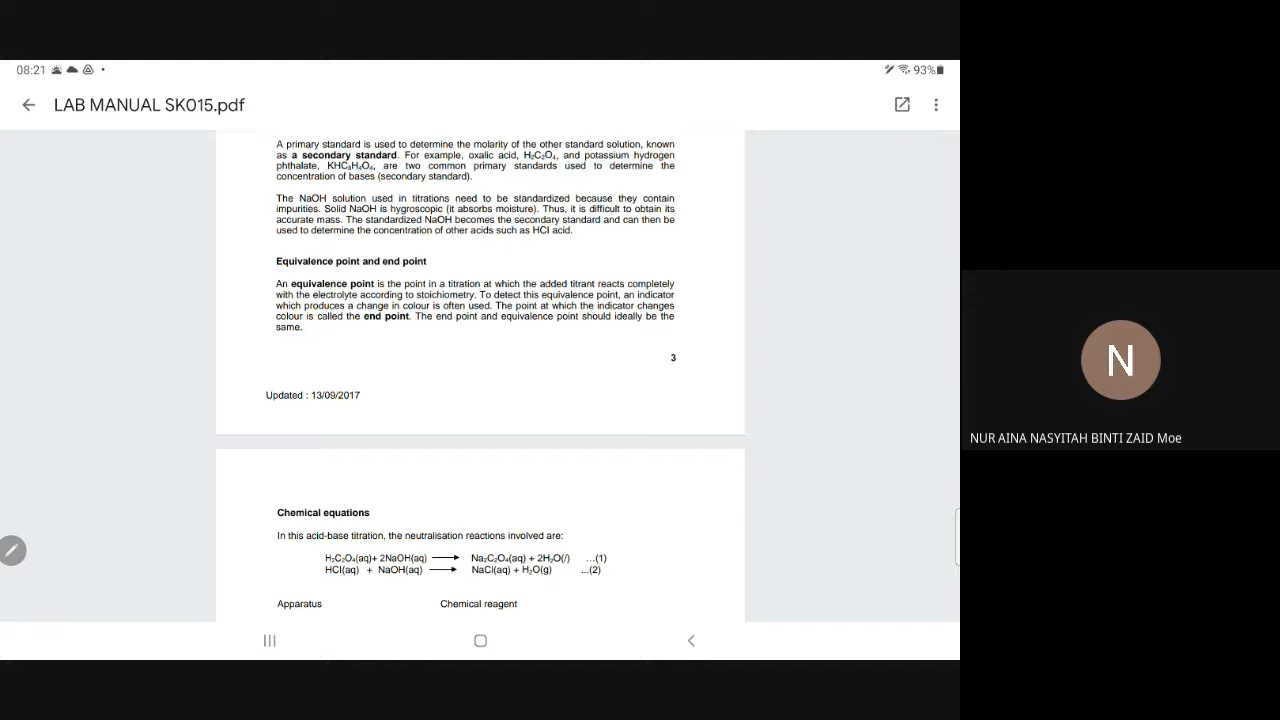 08:21
93%
LAB MANUAL SK015.pdf
A primary standard is used to determine the molarity of the other standard solution, known
as a secondary standard. For example, oxalic acid, H₂C₂O₄, and potassium hydrogen
phthalate, KHC₈H₄O₄, are two common primary standards used to determine the
concentration of bases (secondary standard).
The NaOH solution used in titrations need to be standardized because they contain
impurities. Solid NaOH is hygroscopic (it absorbs moisture). Thus, it is difficult to obtain its
accurate mass. The standardized NaOH becomes the secondary standard and can then be
used to determine the concentration of other acids such as HCl acid.
Equivalence point and end point
An equivalence point is the point in a titration at which the added titrant reacts completely
with the electrolyte according to stoichiometry. To detect this equivalence point, an indicator
which produces a change in colour is often used. The point at which the indicator changes
colour is called the end point. The end point and equivalence point should ideally be the
same.
3
Updated : 13/09/2017
Chemical equations
In this acid-base titration, the neutralisation reactions involved are:
H₂C₂O₄(aq)+ 2NaOH(aq) → Na₂C₂O₄(aq) + 2H₂O(l) ...(1)
HCl(aq) + NaOH(aq) → NaCl(aq) + H₂O(g) ...(2)
Apparatus Chemical reagent
N
NUR AINA NASYITAH BINTI ZAID Moe